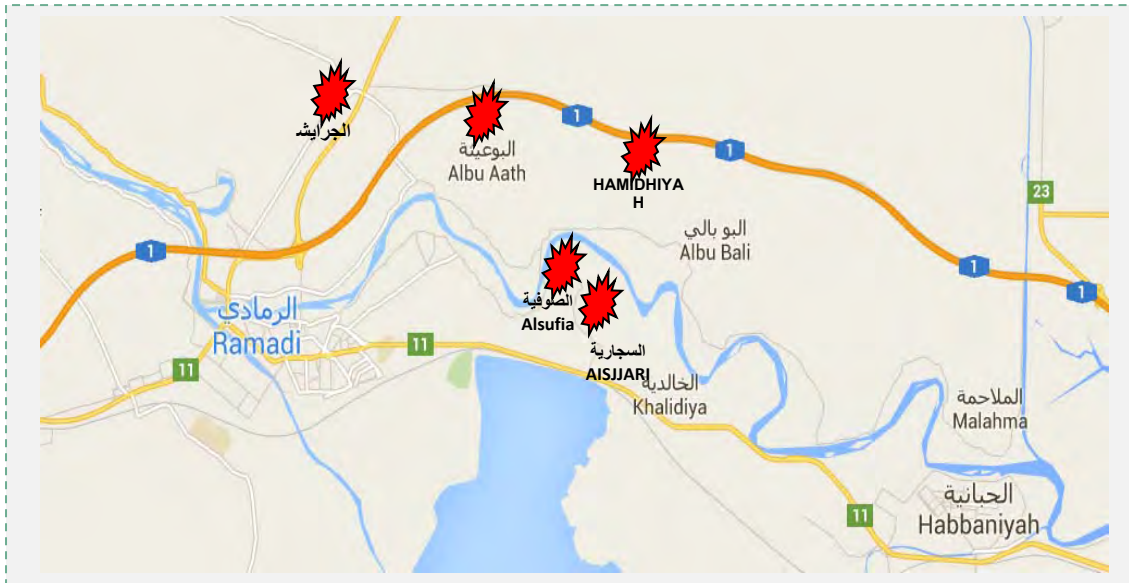 الجرايش
البوعيثة
Albu Aath
1
HAMIDHIYA
H
1
23
البو بالي
Albu Bali
1
1
1
الصوفية
Alsufia
الرمادي
Ramadi
11
11
السجارية
AISJJARI
الخالدية
Khalidiya
الملاحمة
Malahma
الحبانية
Habbaniyah
11